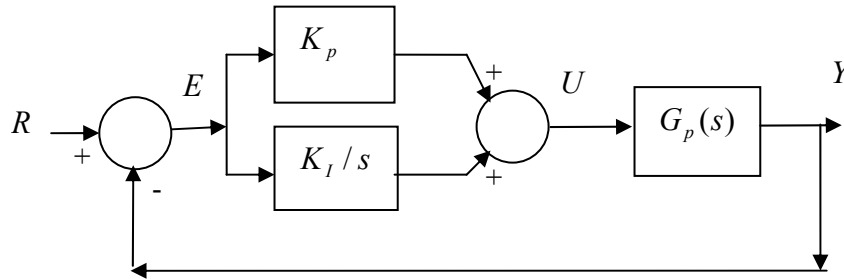 K_p
+
E
U
Y
R
G_p(s)
+
K_I / s
+
-